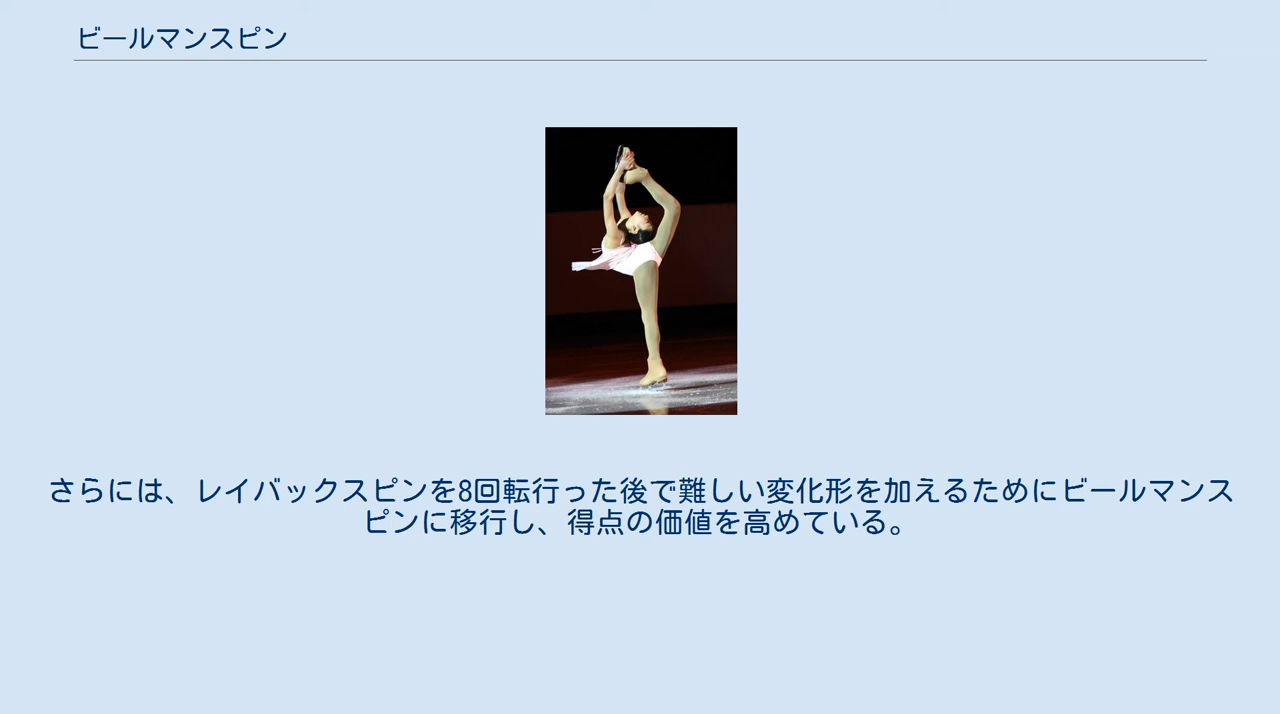 ビールマンスピン
さらには、レイバックスピンを8回転行った後で難しい変化形を加えるためにビールマンス
ピンに移行し、得点の価値を高めている。